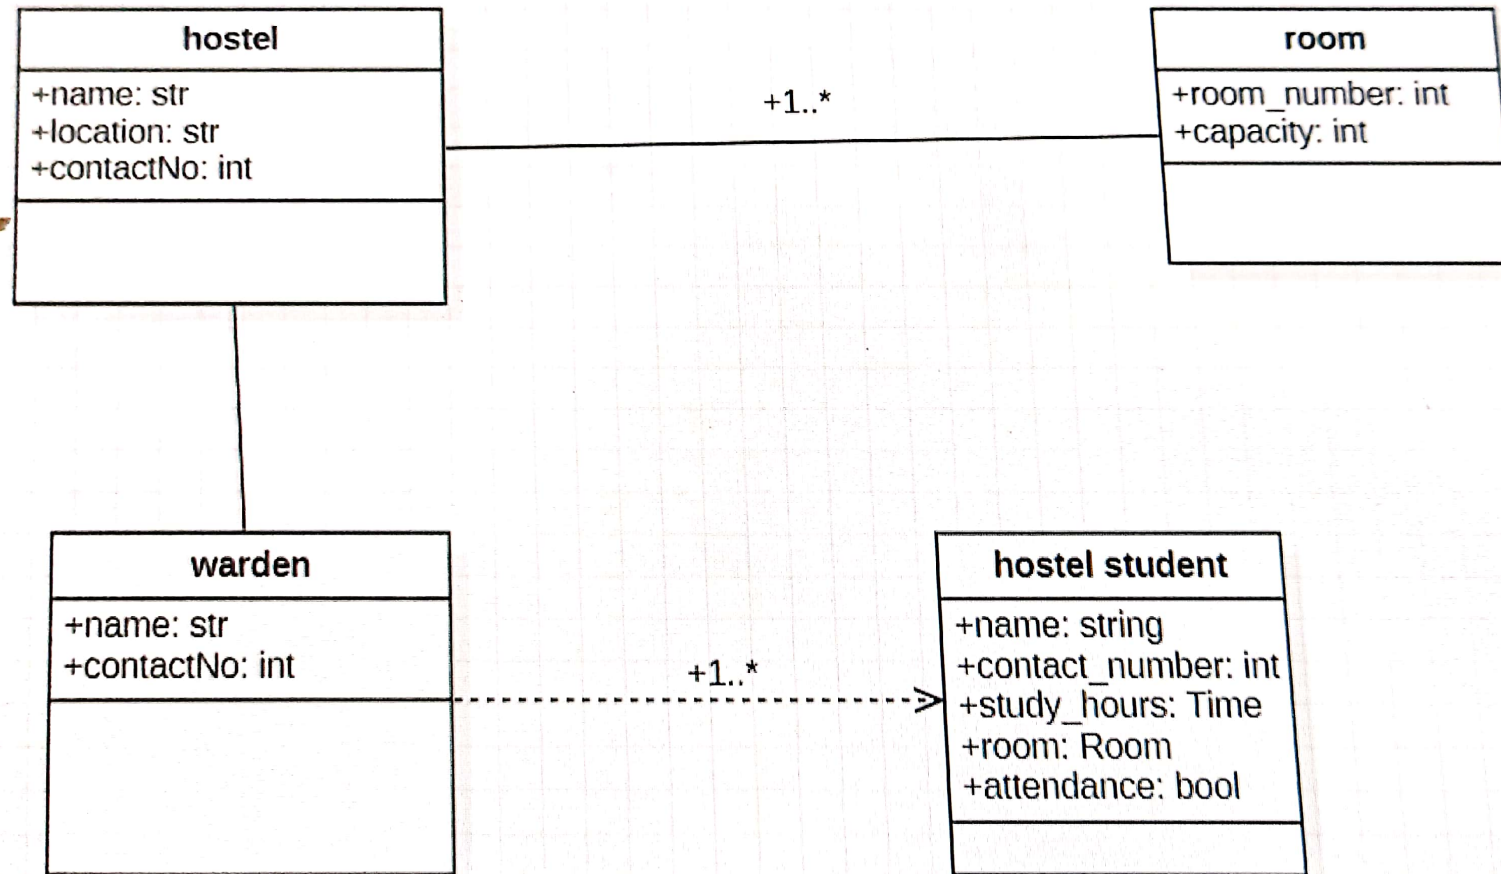 hostel
+name: str
+location: str
+contactNo: int
+1..*
room
+room_number: int
+capacity: int
warden
+name: str
+contactNo: int
+1..*
hostel student
+name: string
+contact_number: int
+study_hours: Time
+room: Room
+attendance: bool